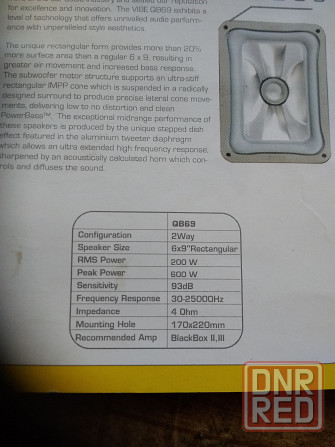 for excellence and innovation. The VIBE QB69 exhibits a
level of technology that offers unrivalled audio perform-
ance with unparalleled style aesthetics
The unique rectangular form provides more than 20%
more surface area than a regular 6 x 9, resulting in
greater air movement and increased base response.
The subwoofer motor structure supports an ultra-stiff
rectangular IMPP cone which is suspended in a radically
designed surround to produce precise lateral cone move-
ments, delivering low to no distortion and clean
PowerBass™. The exceptional midrange performance of
these speakers is produced by the unique stepped dish
effect featured in the aluminium tweeter diaphragm
which allows an ultra extended high frequency response,
sharpened by an acoustically calculated horn which con-
rols and diffuses the sound.
QB69
Configuration 2Way
Speaker Size 6x9"Rectangular
RMS Power 200 W
Peak Power 600 W
Sensitivity 93dB
Frequency Response 30-25000Hz
Impedance 4 Ohm
Mounting Hole 170x220mm
Recommended Amp BlackBox II,III
DNR
RED